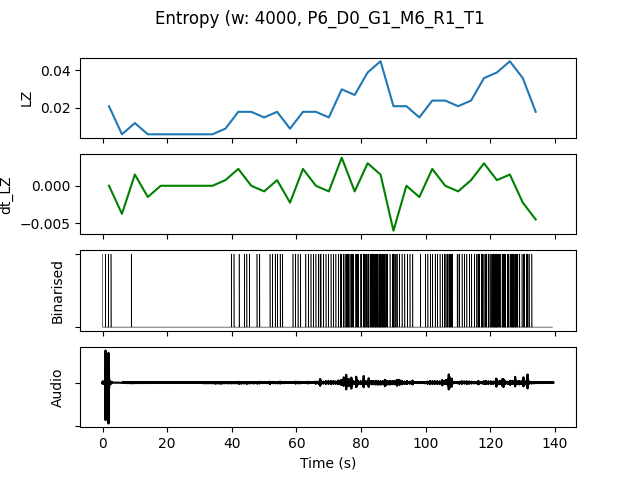 Entropy (w: 4000, P6_D0_G1_M6_R1_T1
0.04
0.02
LZ
0.000
−0.005
dt_LZ
Binarised
Audio
0 20 40 60 80 100 120 140
Time (s)